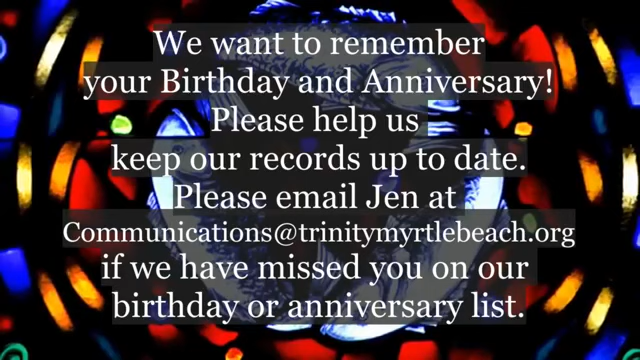 We want to remember
your Birthday and Anniversary!
Please help us
keep our records up to date.
Please email Jen at
Communications@trinitymyrtlebeach.org
if we have missed you on our
birthday or anniversary list.